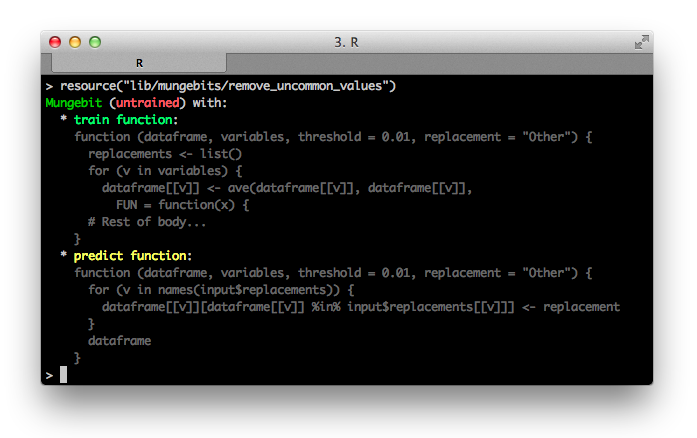 3. R
R
> resource("lib/mungebits/remove_uncommon_values")
Mungebit (untrained) with:
  * train function:
    function (dataframe, variables, threshold = 0.01, replacement = "Other") {
      replacements <- list()
      for (v in variables) {
        dataframe[[v]] <- ave(dataframe[[v]], dataframe[[v]],
          FUN = function(x) {
      # Rest of body...
    }
  * predict function:
    function (dataframe, variables, threshold = 0.01, replacement = "Other") {
      for (v in names(input$replacements)) {
        dataframe[[v]][dataframe[[v]] %in% input$replacements[[v]]] <- replacement
      }
      dataframe
    }
>